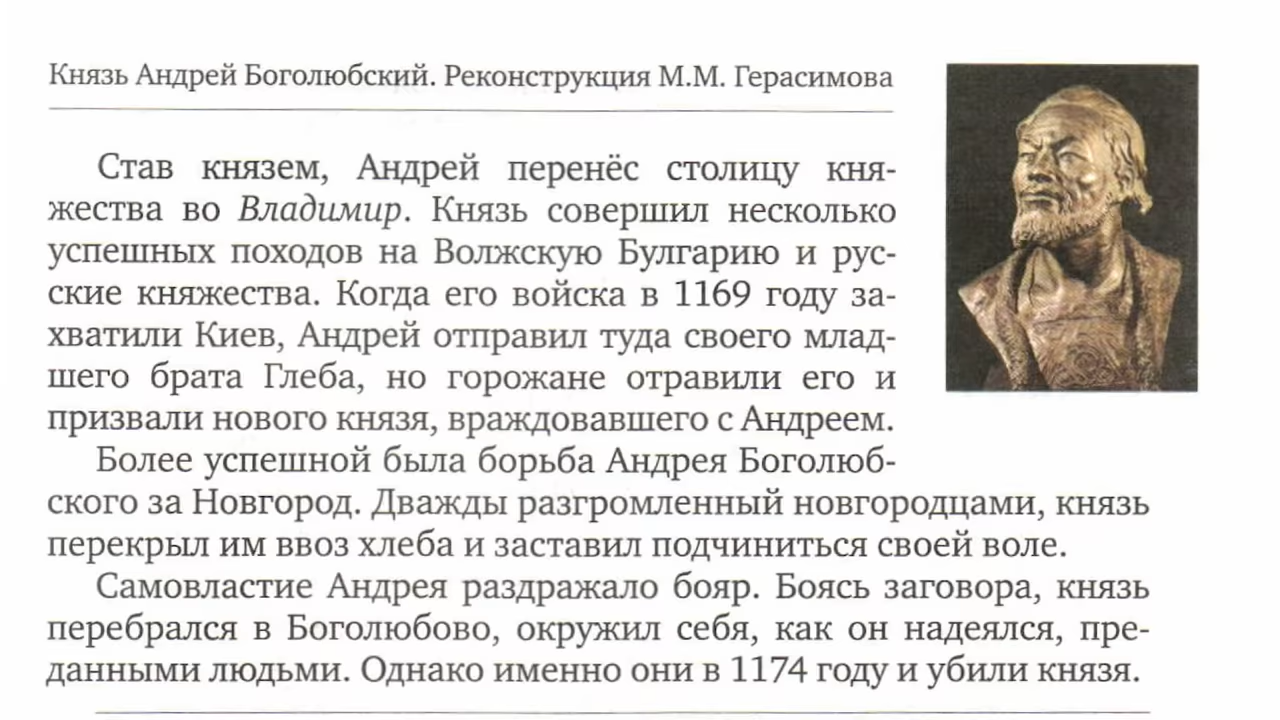 Князь Андрей Боголюбский. Реконструкция М.М. Герасимова
Став князем, Андрей перенёс столицу кня-
жества во Владимир. Князь совершил несколько
успешных походов на Волжскую Булгарию и рус-
ские княжества. Когда его войска в 1169 году за-
хватили Киев, Андрей отправил туда своего млад-
шего брата Глеба, но горожане отравили его и
призвали нового князя, враждовавшего с Андреем.
Более успешной была борьба Андрея Боголюб-
ского за Новгород. Дважды разгромленный новгородцами, князь
перекрыл им ввоз хлеба и заставил подчиниться своей воле.
Самовластие Андрея раздражало бояр. Боясь заговора, князь
перебрался в Боголюбово, окружил себя, как он надеялся, пре-
данными людьми. Однако именно они в 1174 году и убили князя.